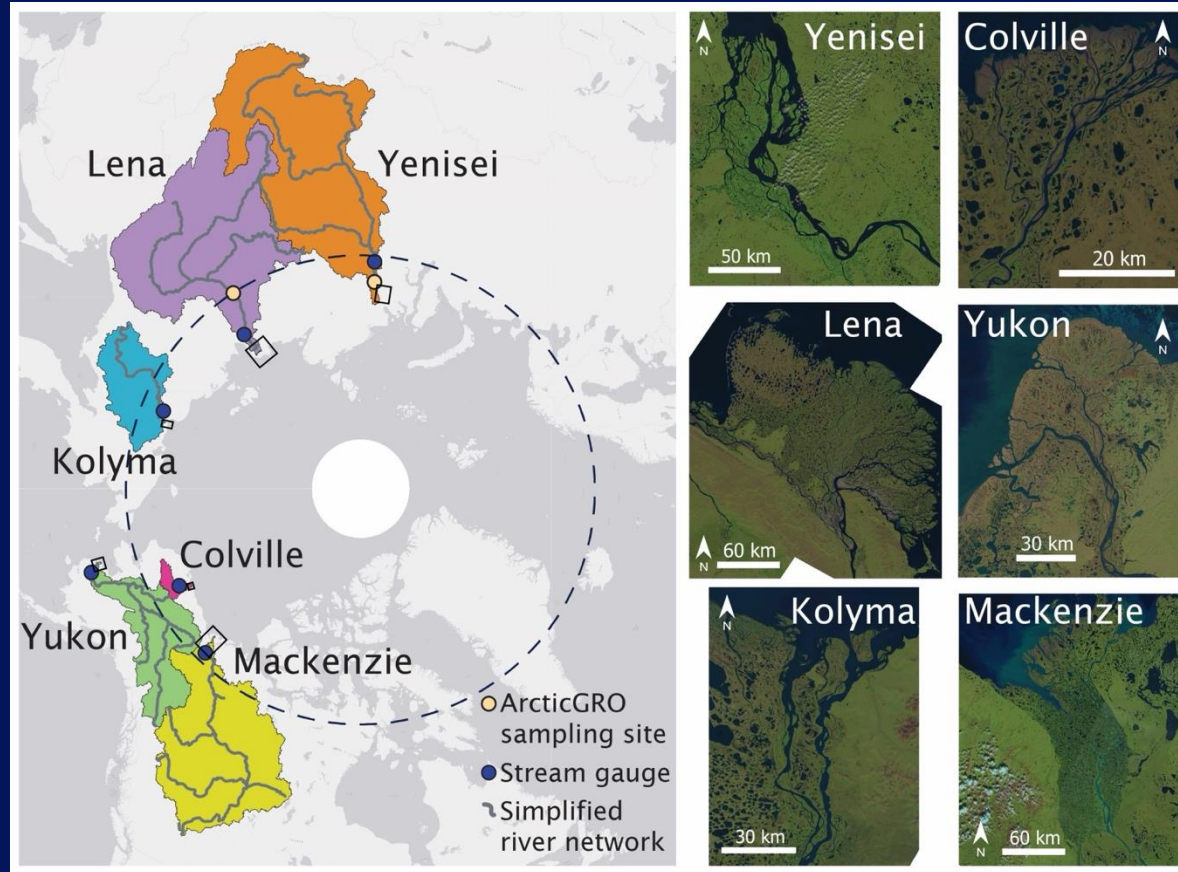 Lena
Yenisei
Kolyma
Colville
Yukon
Mackenzie
ArcticGRO
sampling site
Stream gauge
Simplified
river network
Yenisei
N
50 km
Colville
N
20 km
Lena
N
60 km
Yukon
N
30 km
Kolyma
N
30 km
Mackenzie
N
60 km